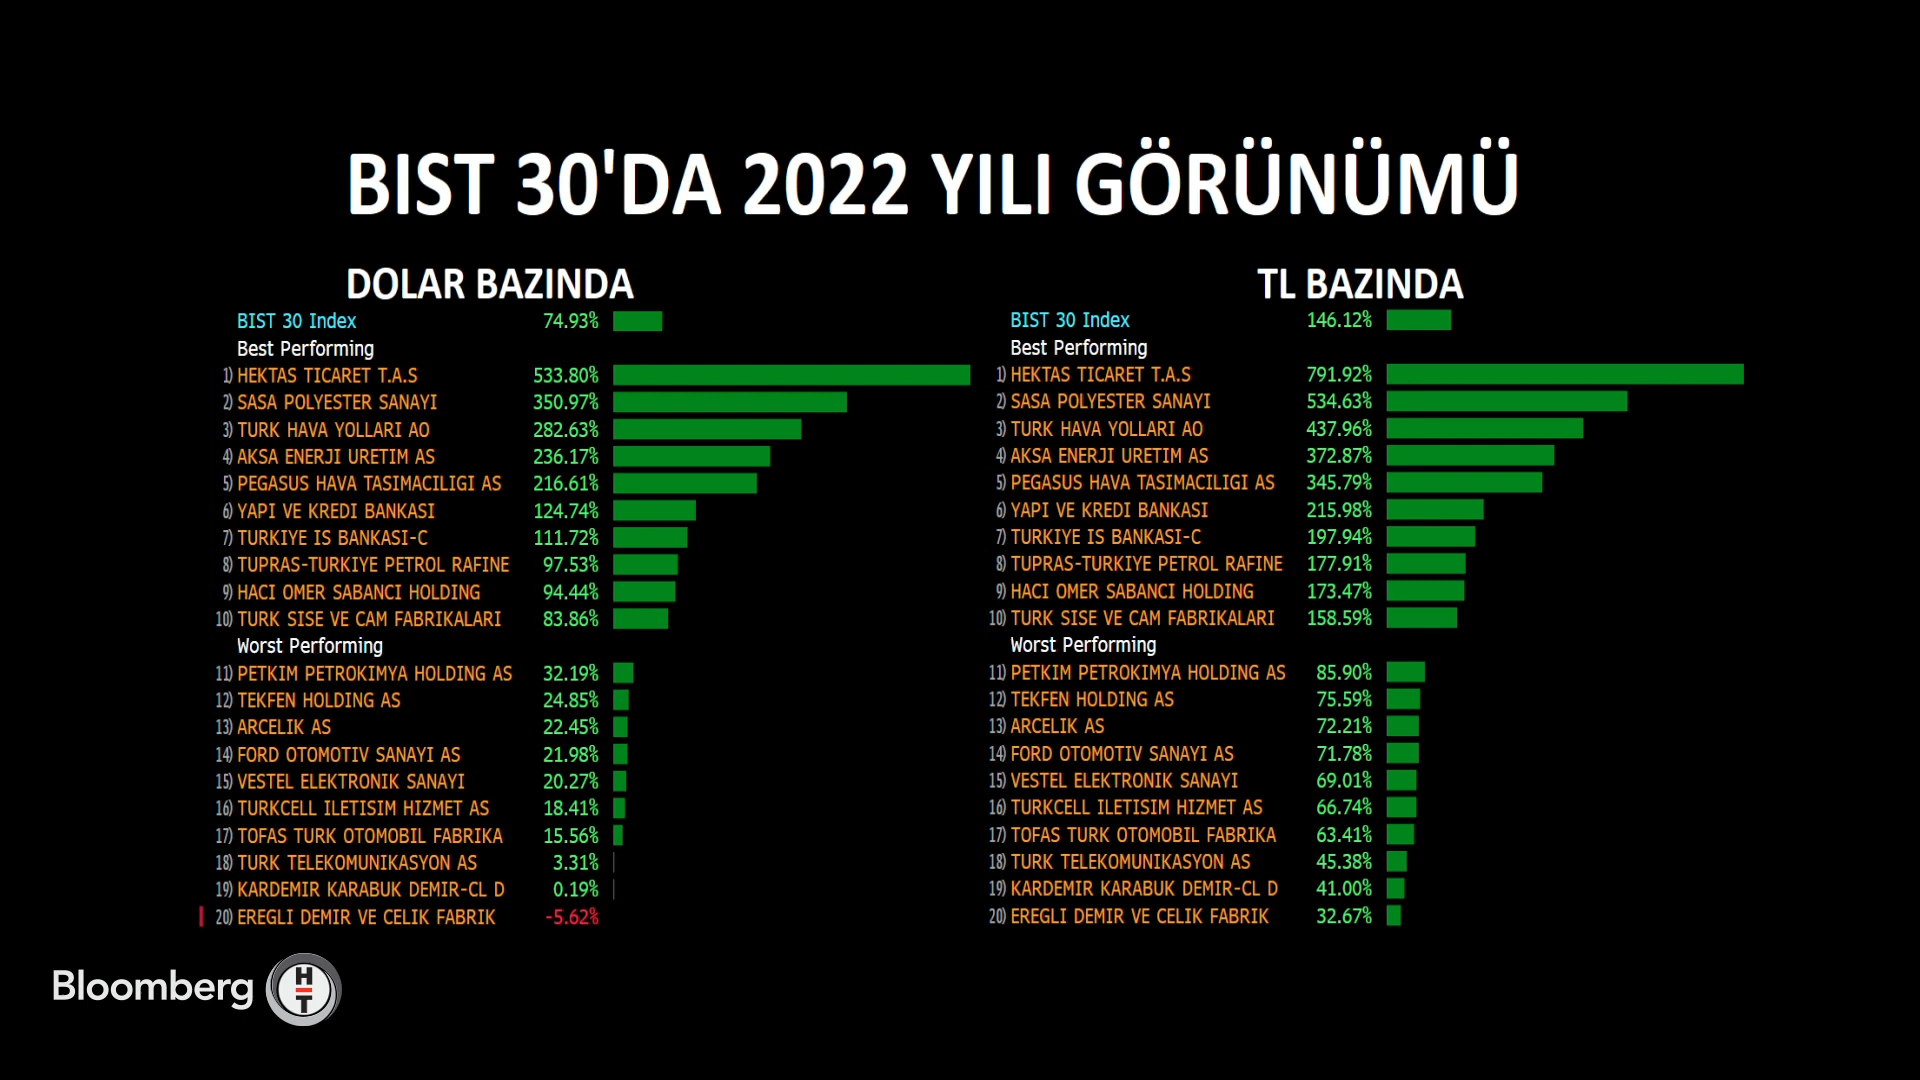 BIST 30'DA 2022 YILI GÖRÜNÜMÜ
DOLAR BAZINDA
BIST 30 Index 74.93%
Best Performing
1) HEKTAS TICARET T.A.S 533.80%
2) SASA POLYESTER SANAYI 350.97%
3) TURK HAVA YOLLARI AO 282.63%
4) AKSA ENERJI URETIM AS 236.17%
5) PEGASUS HAVA TASIMACILIGI AS 216.61%
6) YAPI VE KREDI BANKASI 124.74%
7) TURKIYE IS BANKASI-C 111.72%
8) TUPRAS-TURKIYE PETROL RAFINE 97.53%
9) HACI OMER SABANCI HOLDING 94.44%
10) TURK SISE VE CAM FABRIKALARI 83.86%
Worst Performing
11) PETKIM PETROKIMYA HOLDING AS 32.19%
12) TEKFEN HOLDING AS 24.85%
13) ARCELIK AS 22.45%
14) FORD OTOMOTIV SANAYI AS 21.98%
15) VESTEL ELEKTRONIK SANAYI 20.27%
16) TURKCELL ILETISIM HIZMET AS 18.41%
17) TOFAS TURK OTOMOBIL FABRIKA 15.56%
18) TURK TELEKOMUNIKASYON AS 3.31%
19) KARDEMIR KARABUK DEMIR-CL D 0.19%
20) EREGLI DEMIR VE CELIK FABRIK -5.62%
TL BAZINDA
BIST 30 Index 146.12%
Best Performing
1) HEKTAS TICARET T.A.S 791.92%
2) SASA POLYESTER SANAYI 534.63%
3) TURK HAVA YOLLARI AO 437.96%
4) AKSA ENERJI URETIM AS 372.87%
5) PEGASUS HAVA TASIMACILIGI AS 345.79%
6) YAPI VE KREDI BANKASI 215.98%
7) TURKIYE IS BANKASI-C 197.94%
8) TUPRAS-TURKIYE PETROL RAFINE 177.91%
9) HACI OMER SABANCI HOLDING 173.47%
10) TURK SISE VE CAM FABRIKALARI 158.59%
Worst Performing
11) PETKIM PETROKIMYA HOLDING AS 85.90%
12) TEKFEN HOLDING AS 75.59%
13) ARCELIK AS 72.21%
14) FORD OTOMOTIV SANAYI AS 71.78%
15) VESTEL ELEKTRONIK SANAYI 69.01%
16) TURKCELL ILETISIM HIZMET AS 66.74%
17) TOFAS TURK OTOMOBIL FABRIKA 63.41%
18) TURK TELEKOMUNIKASYON AS 45.38%
19) KARDEMIR KARABUK DEMIR-CL D 41.00%
20) EREGLI DEMIR VE CELIK FABRIK 32.67%
Bloomberg HT